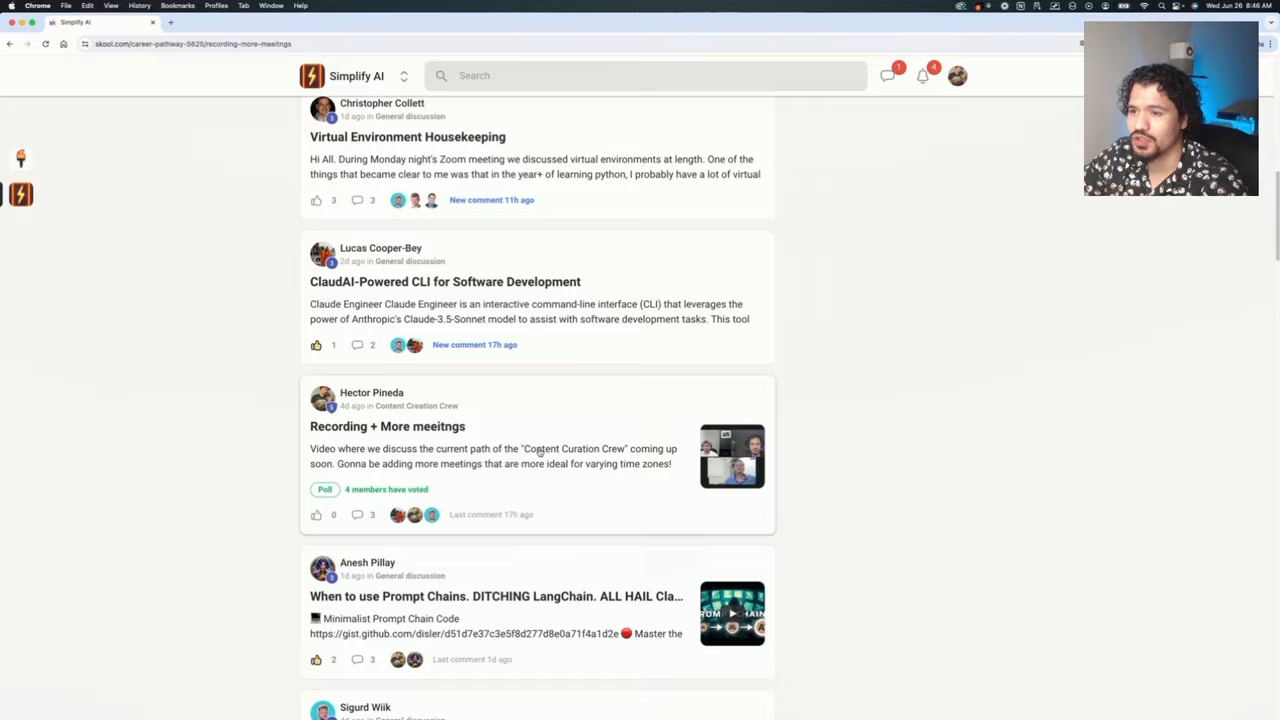 Chrome File Edit View History Bookmarks Profiles Tab Window Help
Wed Jun 26 8:46 AM
Simplify AI
skool.com/career-pathway-5625/recording-more-meeitngs
Simplify AI
Search
1
4
Christopher Collett
3
1d ago in General discussion
Virtual Environment Housekeeping
Hi All. During Monday night's Zoom meeting we discussed virtual environments at length. One of the
things that became clear to me was that in the year+ of learning python, I probably have a lot of virtual
3 3 New comment 11h ago
Lucas Cooper-Bey
3
2d ago in General discussion
ClaudAI-Powered CLI for Software Development
Claude Engineer Claude Engineer is an interactive command-line interface (CLI) that leverages the
power of Anthropic's Claude-3.5-Sonnet model to assist with software development tasks. This tool
1 2 New comment 17h ago
Hector Pineda
5
4d ago in Content Creation Crew
Recording + More meeitngs
Video where we discuss the current path of the "Content Curation Crew" coming up
soon. Gonna be adding more meetings that are more ideal for varying time zones!
Poll 4 members have voted
0 3 Last comment 17h ago
Anesh Pillay
3
1d ago in General discussion
When to use Prompt Chains. DITCHING LangChain. ALL HAIL Cla...
Minimalist Prompt Chain Code
https://gist.github.com/disler/d51d7e37c3e5f8d277d8e0a71f4a1d2e Master the
2 3 Last comment 1d ago
Sigurd Wiik